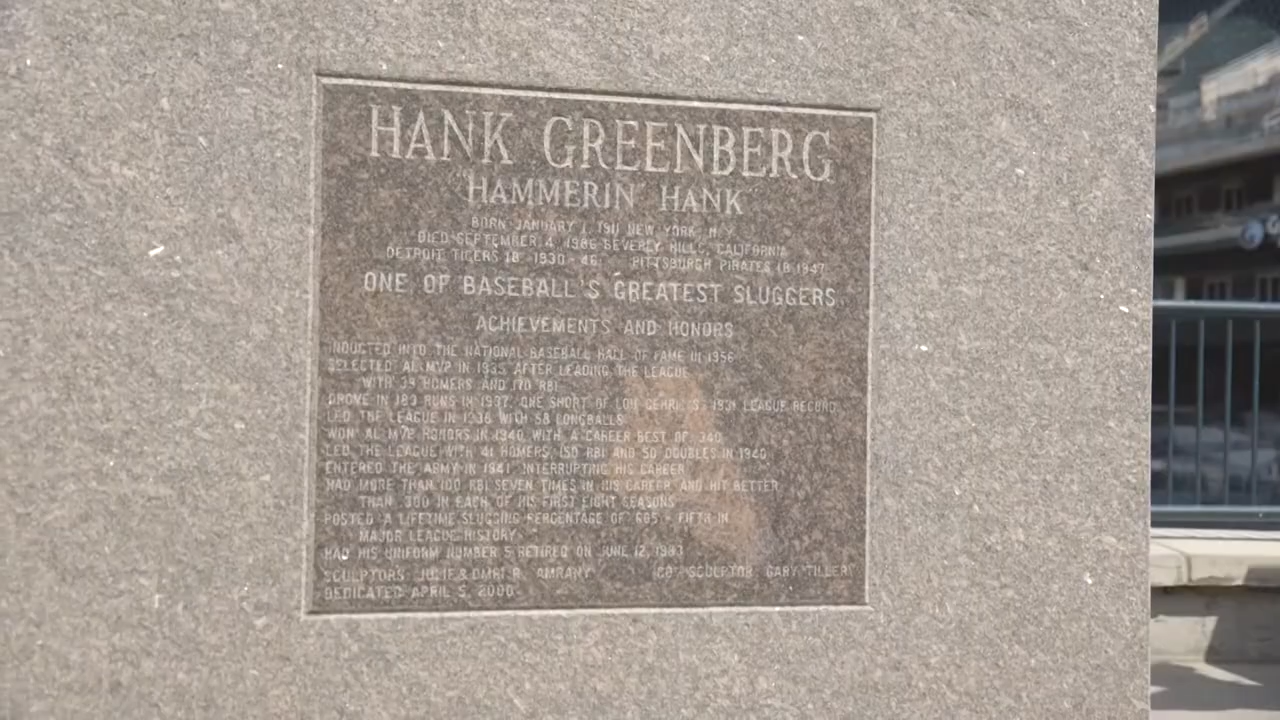 HANK GREENBERG
HAMMERIN HANK
BORN JANUARY 1, 1911 NEW YORK, N.Y.
DIED SEPTEMBER 4, 1986 BEVERLY HILLS, CALIFORNIA
DETROIT TIGERS 1B 1930 - 46 PITTSBURGH PIRATES 1B 1947
ONE OF BASEBALL'S GREATEST SLUGGERS
ACHIEVEMENTS AND HONORS
INDUCTED INTO THE NATIONAL BASEBALL HALL OF FAME IN 1956
SELECTED AL MVP IN 1935 AFTER LEADING THE LEAGUE
WITH 39 HOMERS AND 170 RBI
DROVE IN 183 RUNS IN 1937, ONE SHORT OF LOU GEHRIG'S 1931 LEAGUE RECORD
LED THE LEAGUE IN 1938 WITH 58 LONGBALLS
WON AL MVP HONORS IN 1940 WITH A CAREER BEST OF .340
LED THE LEAGUE WITH 41 HOMERS, 150 RBI AND 50 DOUBLES IN 1940
ENTERED THE ARMY IN 1941 INTERRUPTING HIS CAREER
HAD MORE THAN 100 RBI SEVEN TIMES IN HIS CAREER AND HIT BETTER
THAN .300 IN EACH OF HIS FIRST EIGHT SEASONS
POSTED A LIFETIME SLUGGING PERCENTAGE OF .605 - FIFTH IN
MAJOR LEAGUE HISTORY
HAD HIS UNIFORM NUMBER 5 RETIRED ON JUNE 12, 1983
SCULPTORS: JULIE & OMRI R. AMRANY CO-SCULPTOR: GARY TILLERY
DEDICATED APRIL 5, 2000